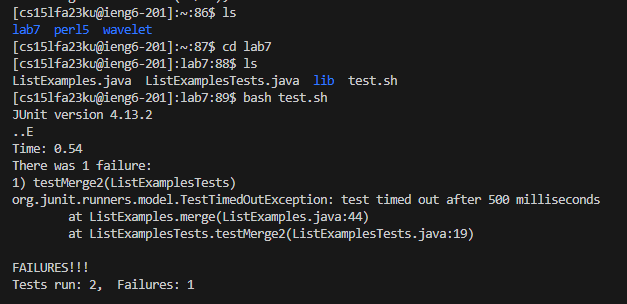 [cs15lfa23ku@ieng6-201]:~:86$ ls
lab7  perl5  wavelet
[cs15lfa23ku@ieng6-201]:~:87$ cd lab7
[cs15lfa23ku@ieng6-201]:lab7:88$ ls
ListExamples.java  ListExamplesTests.java  lib  test.sh
[cs15lfa23ku@ieng6-201]:lab7:89$ bash test.sh
JUnit version 4.13.2
..E
Time: 0.54
There was 1 failure:
1) testMerge2(ListExamplesTests)
org.junit.runners.model.TestTimedOutException: test timed out after 500 milliseconds
        at ListExamples.merge(ListExamples.java:44)
        at ListExamplesTests.testMerge2(ListExamplesTests.java:19)

FAILURES!!!
Tests run: 2,  Failures: 1